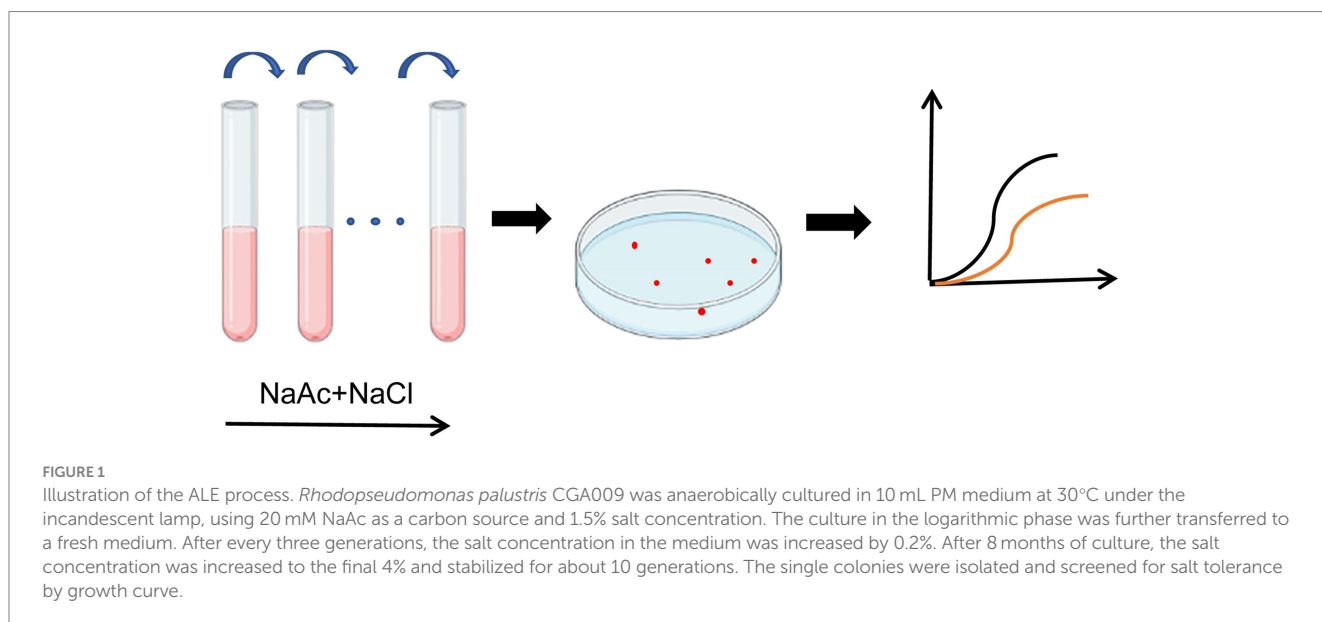 NaAc+NaCl
FIGURE 1
Illustration of the ALE process. Rhodopseudomonas palustris CGA009 was anaerobically cultured in 10 mL PM medium at 30°C under the
incandescent lamp, using 20 mM NaAc as a carbon source and 1.5% salt concentration. The culture in the logarithmic phase was further transferred to
a fresh medium. After every three generations, the salt concentration in the medium was increased by 0.2%. After 8 months of culture, the salt
concentration was increased to the final 4% and stabilized for about 10 generations. The single colonies were isolated and screened for salt tolerance
by growth curve.